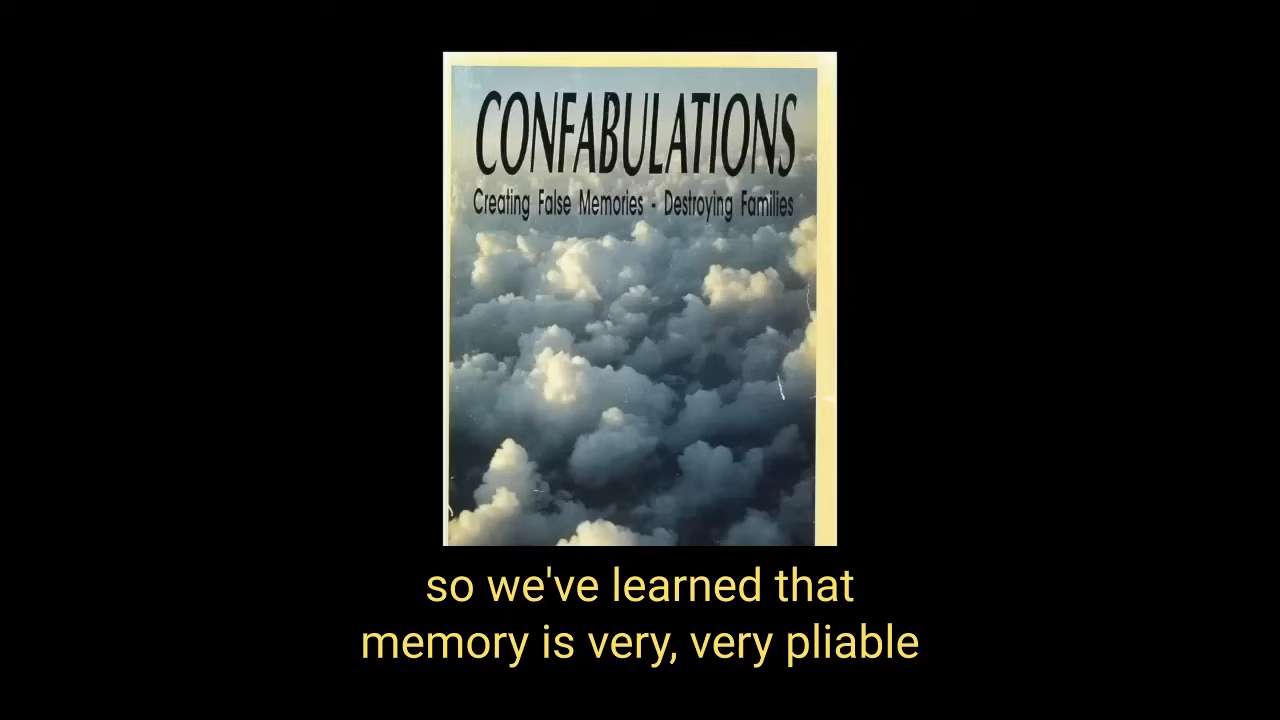 CONFABULATIONS
Creating False Memories - Destroying Families
so we've learned that
memory is very, very pliable